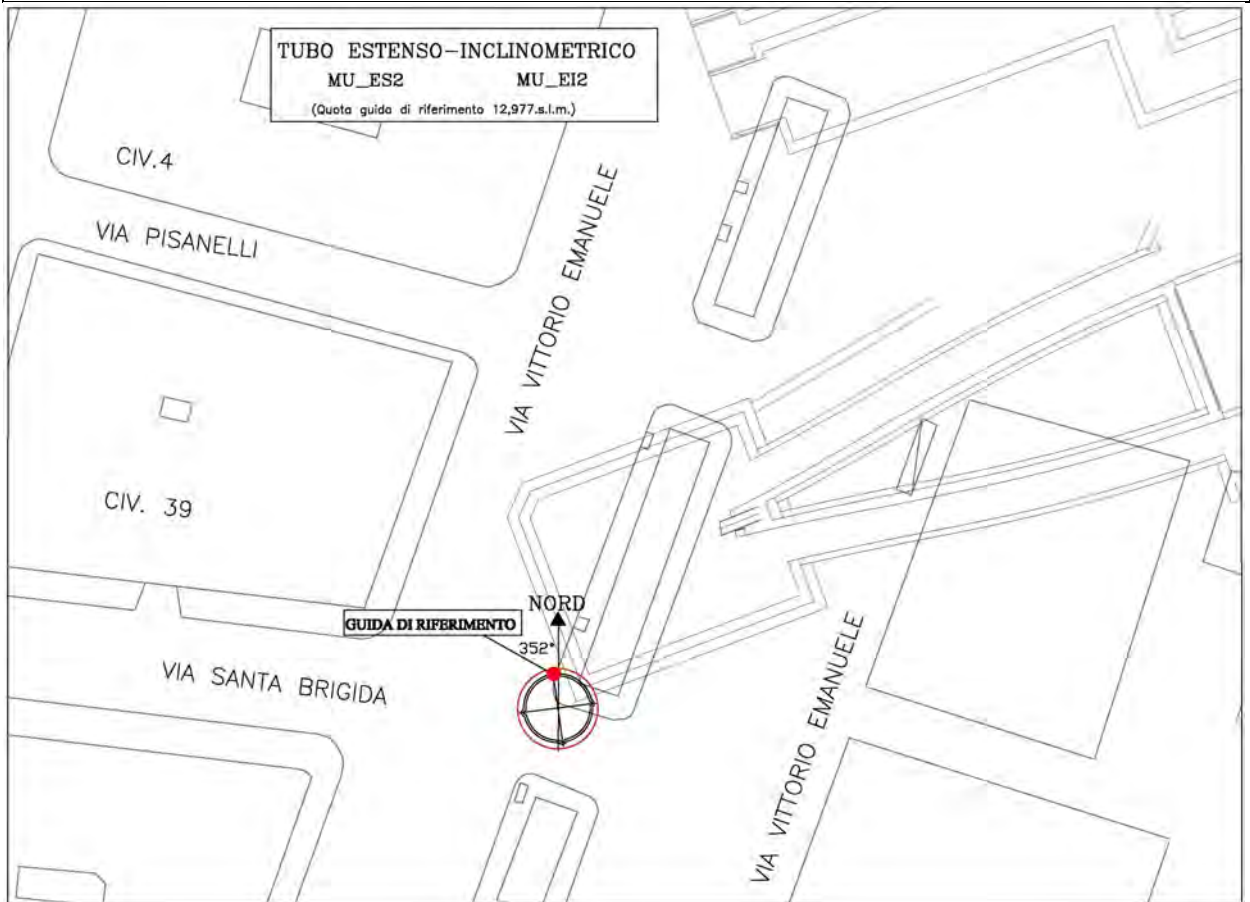 TUBO ESTENSO-INCLINOMETRICO
MU_ES2 MU_EI2
(Quota guida di riferimento 12,977.s.l.m.)
CIV.4
VIA PISANELLI
VIA VITTORIO EMANUELE
CIV. 39
NORD
GUIDA DI RIFERIMENTO
352°
VIA SANTA BRIGIDA
VIA VITTORIO EMANUELE